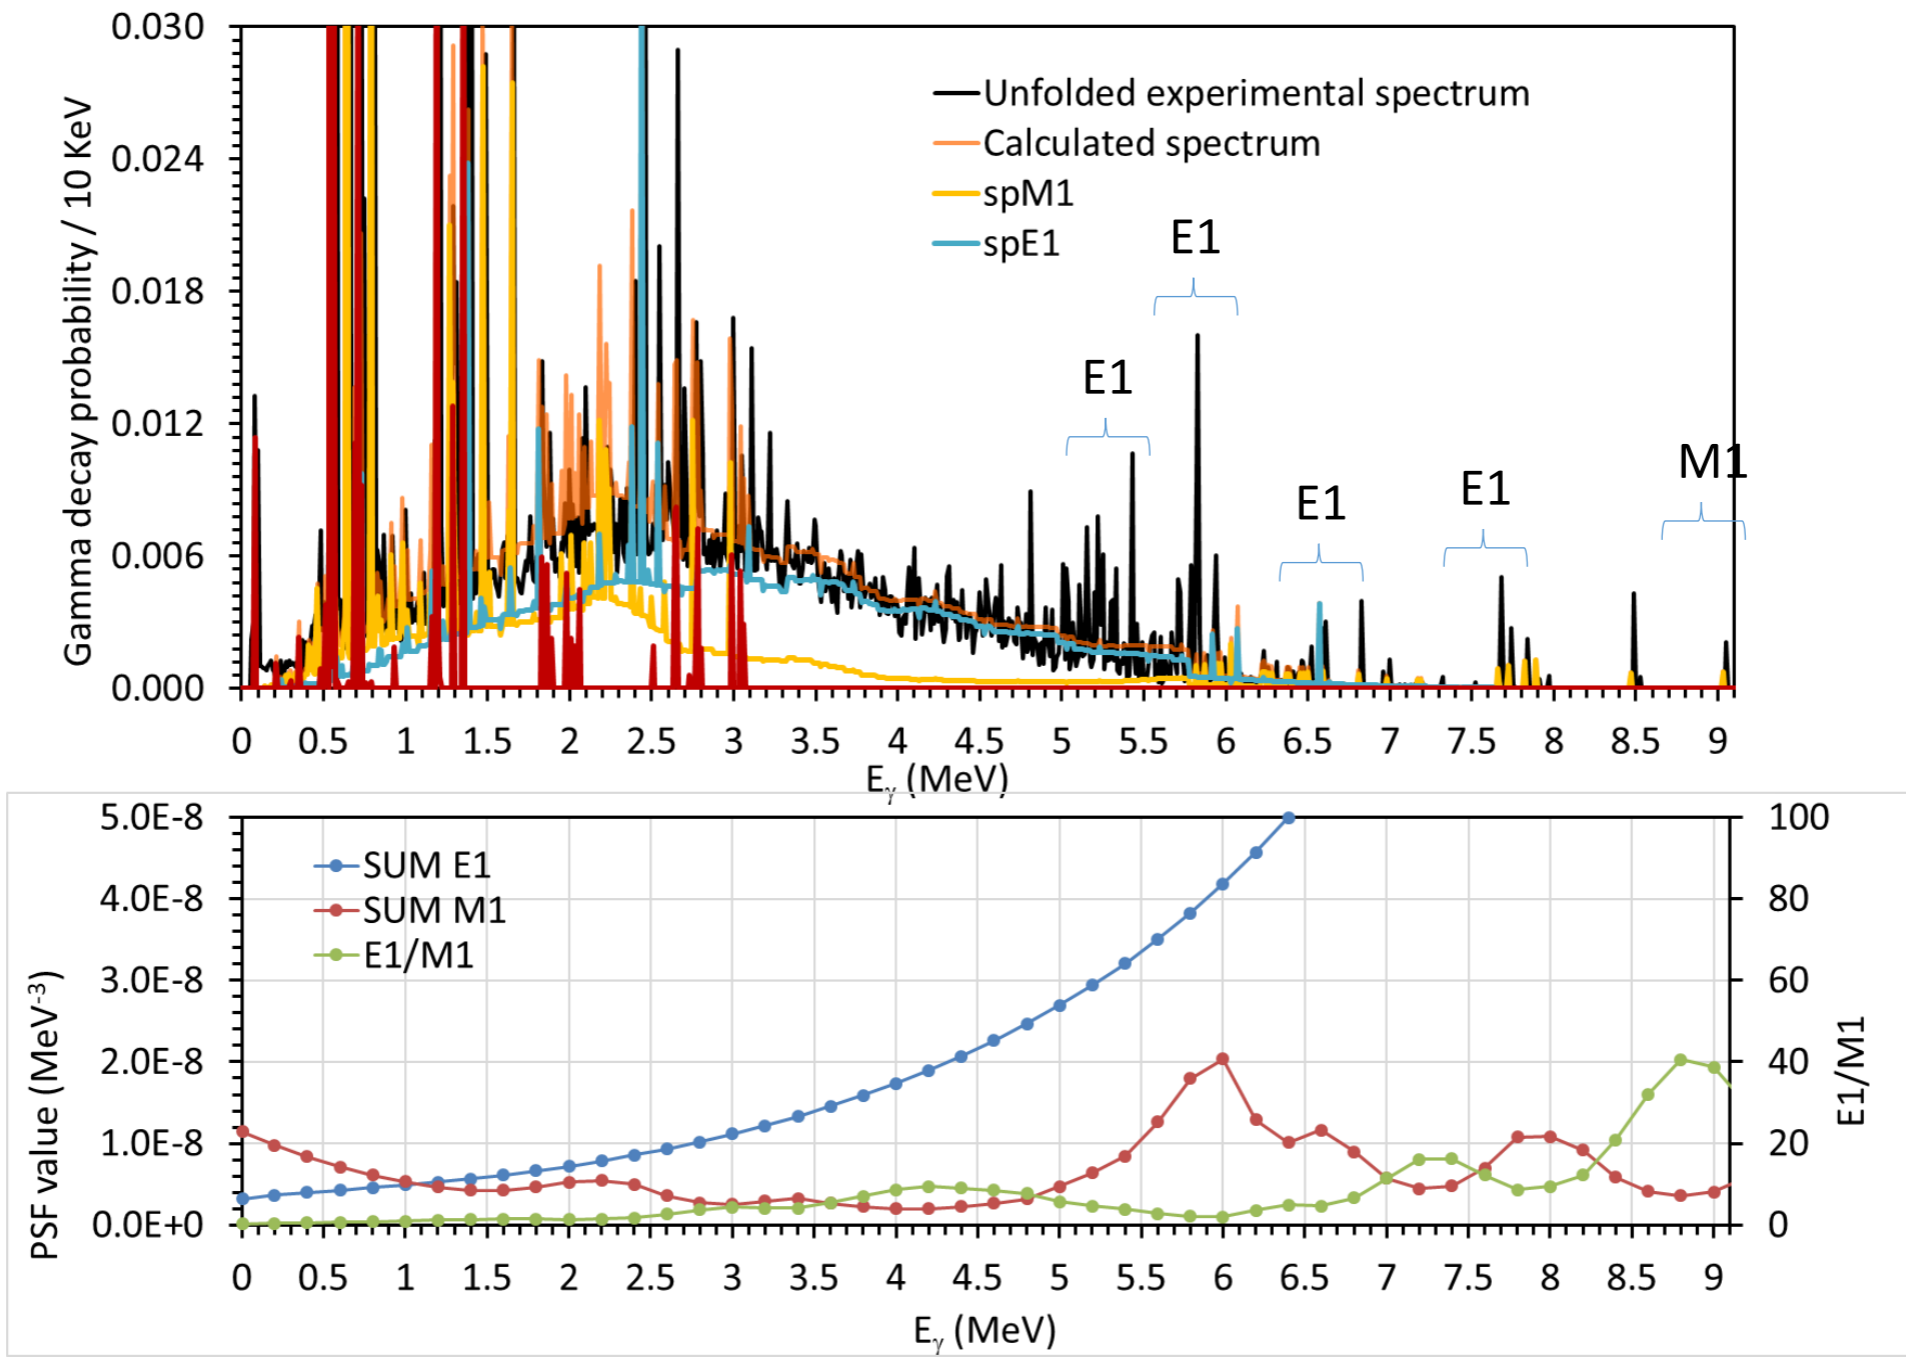 0.030
0.024
0.018
0.012
0.006
0.000
Gamma decay probability / 10 KeV
Unfolded experimental spectrum
Calculated spectrum
spM1
spE1
E1
E1
E1
E1
M1
0 0.5 1 1.5 2 2.5 3 3.5 4 4.5 5 5.5 6 6.5 7 7.5 8 8.5 9
Eγ (MeV)
5.0E-8
4.0E-8
3.0E-8
2.0E-8
1.0E-8
0.0E+0
PSF value (MeV-3)
SUM E1
SUM M1
E1/M1
100
80
60
40
20
0
E1/M1
0 0.5 1 1.5 2 2.5 3 3.5 4 4.5 5 5.5 6 6.5 7 7.5 8 8.5 9
Eγ (MeV)